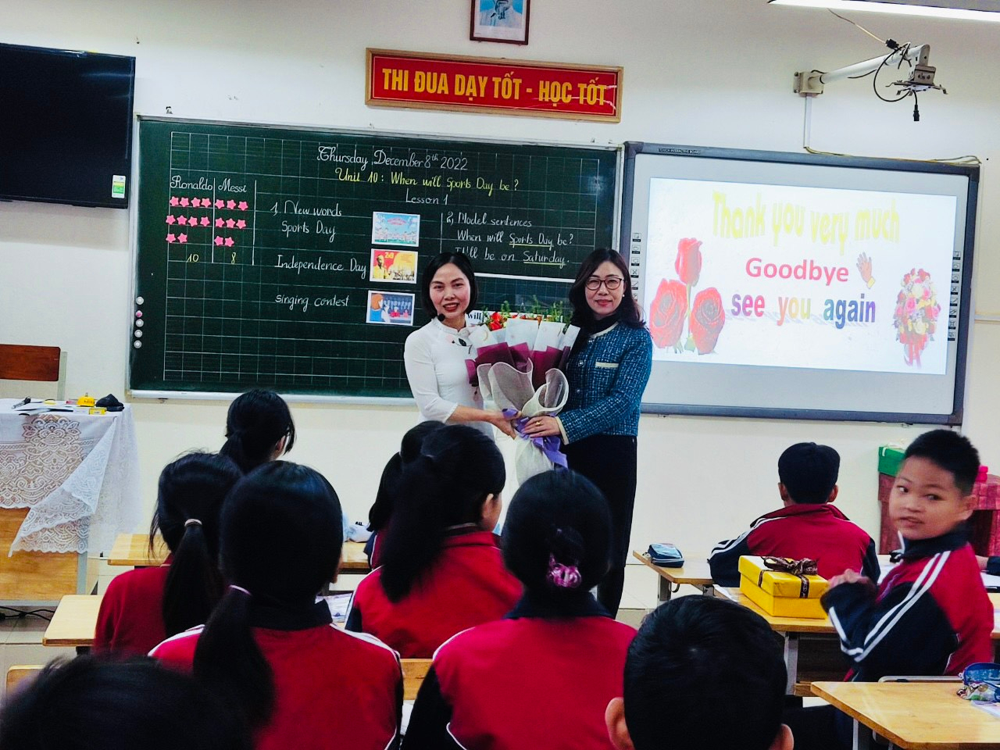 THI ĐUA DẠY TỐT - HỌC TỐT
Thursday, December 8th 2022
Unit 10: When will Sports Day be?
Lesson 1
Ronaldo Messi
10 8
1, New words
Sports Day
Independence Day
singing contest
2, Model sentences
When will Sports Day be?
It'll be on Saturday.
will
Thank you very much
Goodbye
see you again